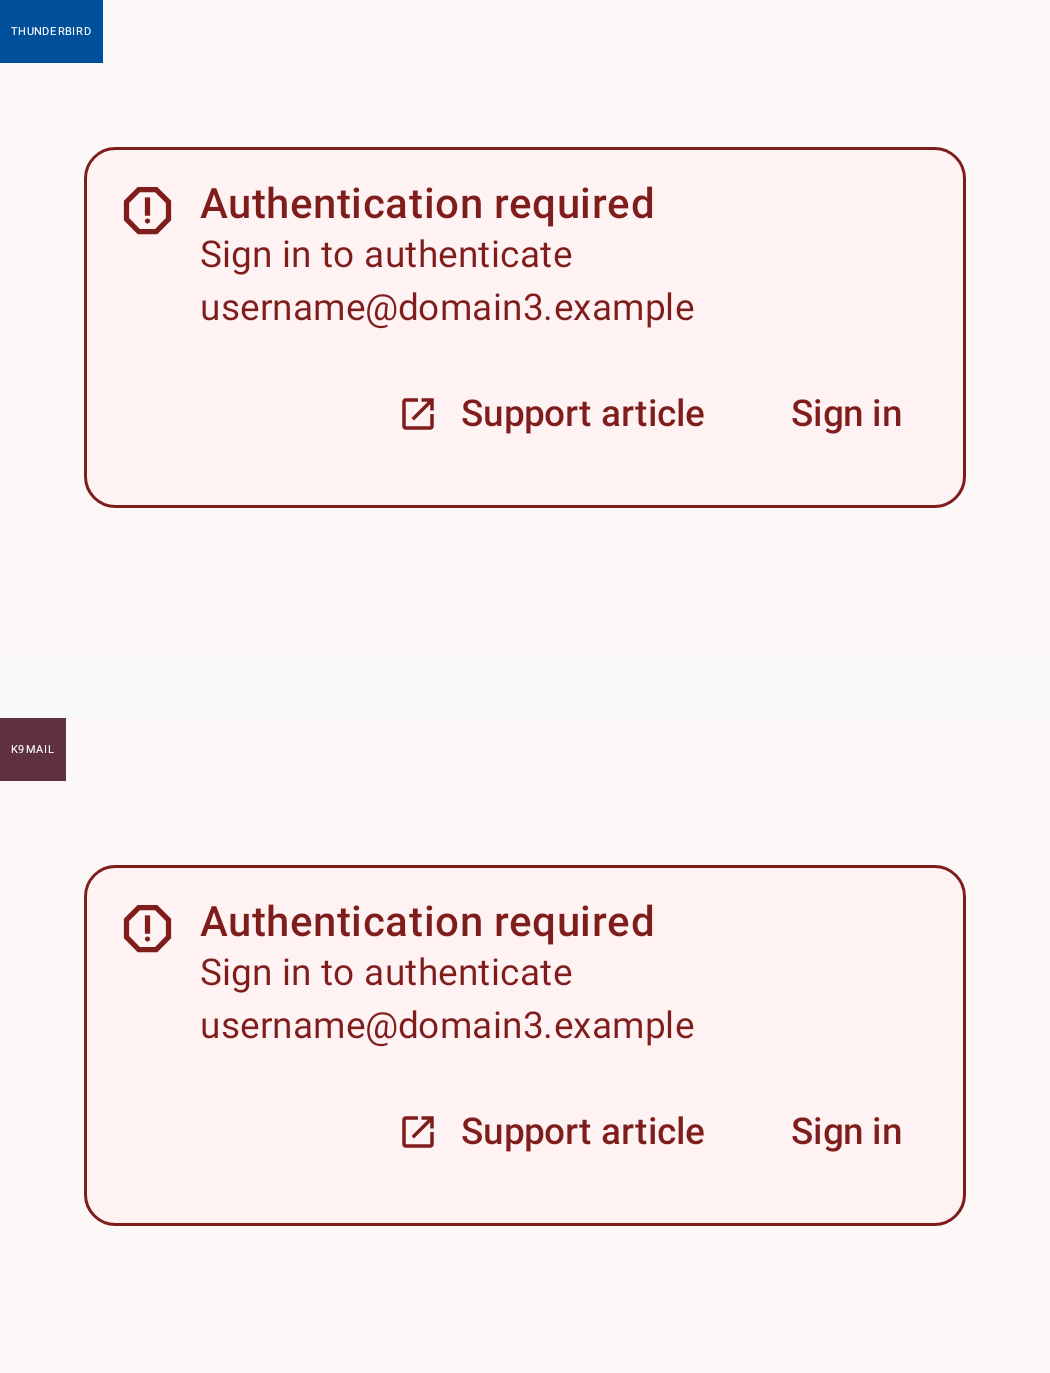 THUNDERBIRD
Authentication required
Sign in to authenticate
username@domain3.example
Support article
Sign in
K9MAIL
Authentication required
Sign in to authenticate
username@domain3.example
Support article
Sign in